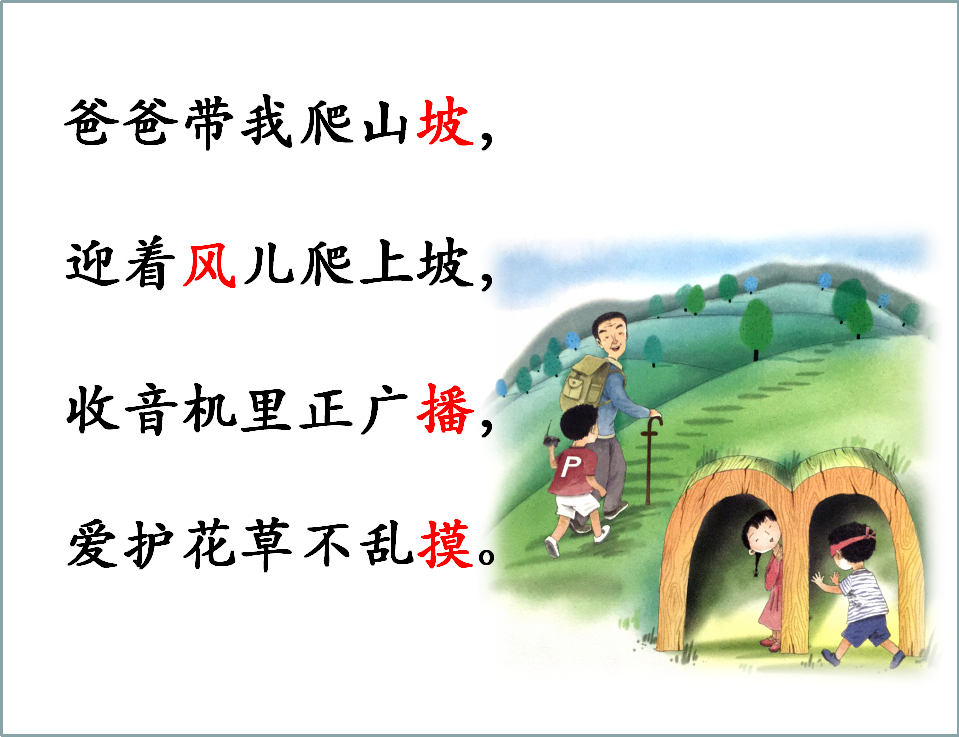 爸爸带我爬山坡，
迎着风儿爬上坡，
收音机里正广播，
爱护花草不乱摸。
P